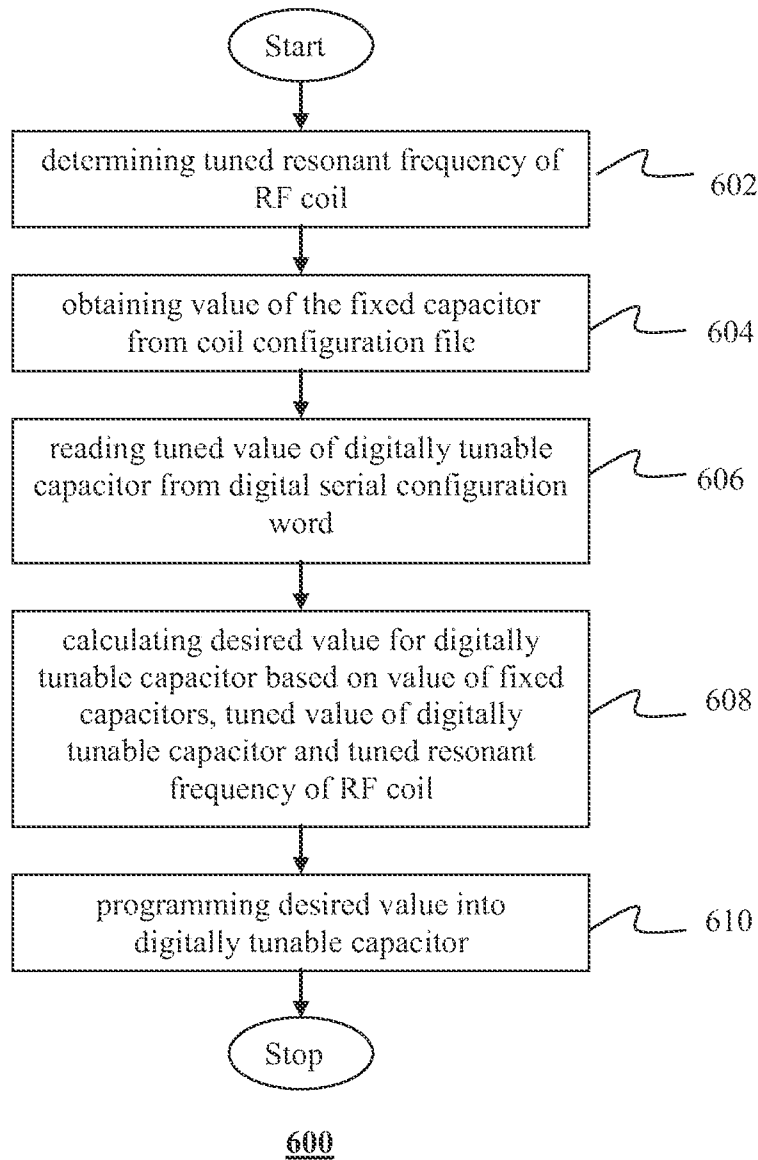 Start
determining tuned resonant frequency of
RF coil
602
obtaining value of the fixed capacitor
from coil configuration file
604
reading tuned value of digitally tunable
capacitor from digital serial configuration
word
606
calculating desired value for digitally
tunable capacitor based on value of fixed
capacitors, tuned value of digitally
tunable capacitor and tuned resonant
frequency of RF coil
608
programming desired value into
digitally tunable capacitor
610
Stop
600